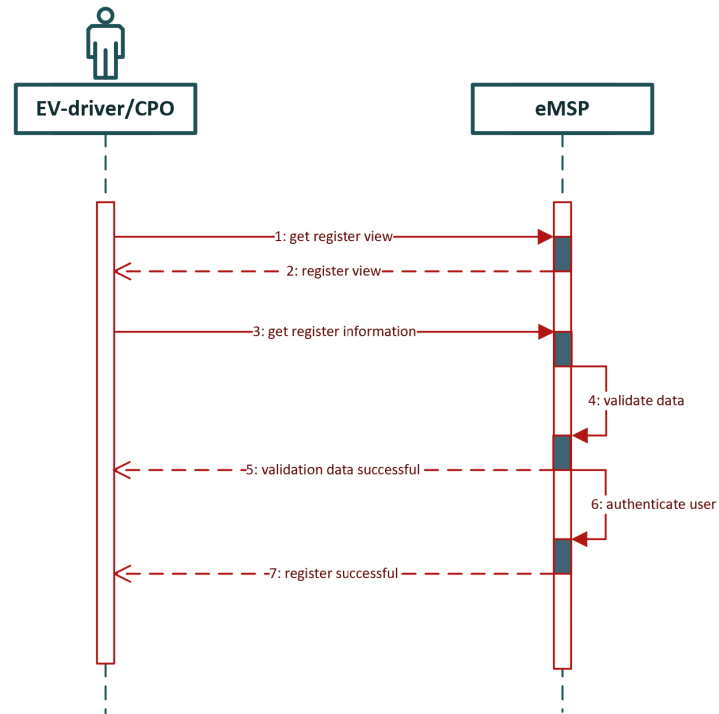 EV-driver/CPO
eMSP
1: get register view
2: register view
3: get register information
4: validate data
5: validation data successful
6: authenticate user
7: register successful